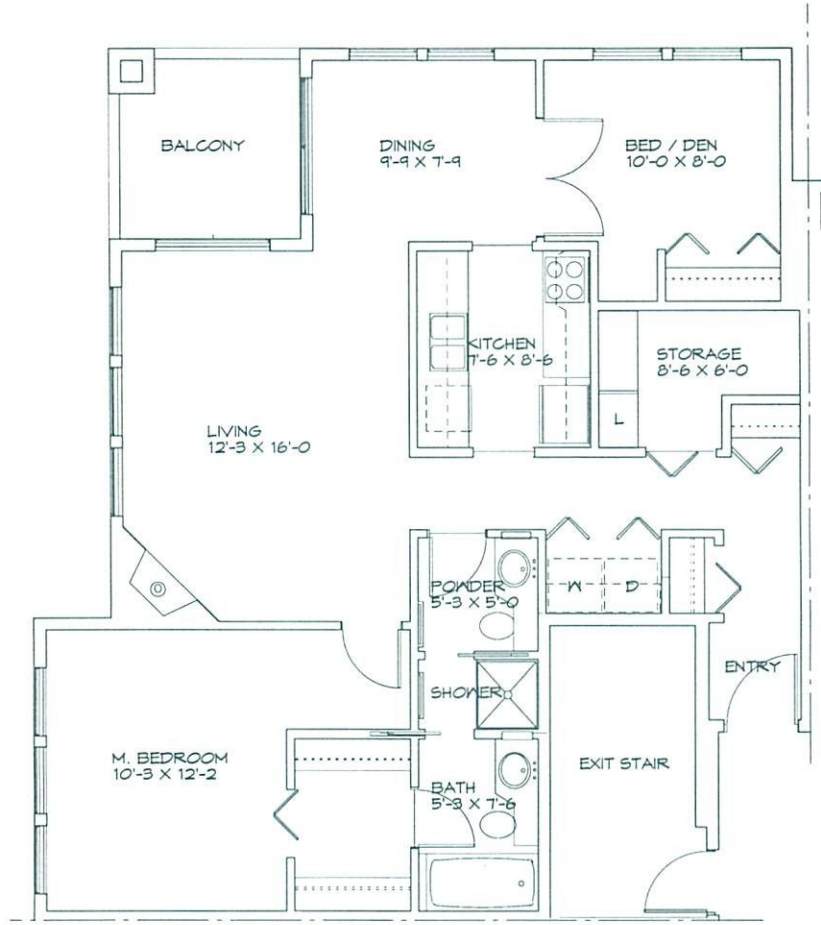 BALCONY
DINING
9'-9 X 7'-9
BED / DEN
10'-0 X 8'-0
KITCHEN
7'-6 X 8'-6
STORAGE
8'-6 X 6'-0
L
LIVING
12'-3 X 16'-0
POWDER
5'-3 X 5'-0
W
D
SHOWER
ENTRY
M. BEDROOM
10'-3 X 12'-2
EXIT STAIR
BATH
5'-3 X 7'-6